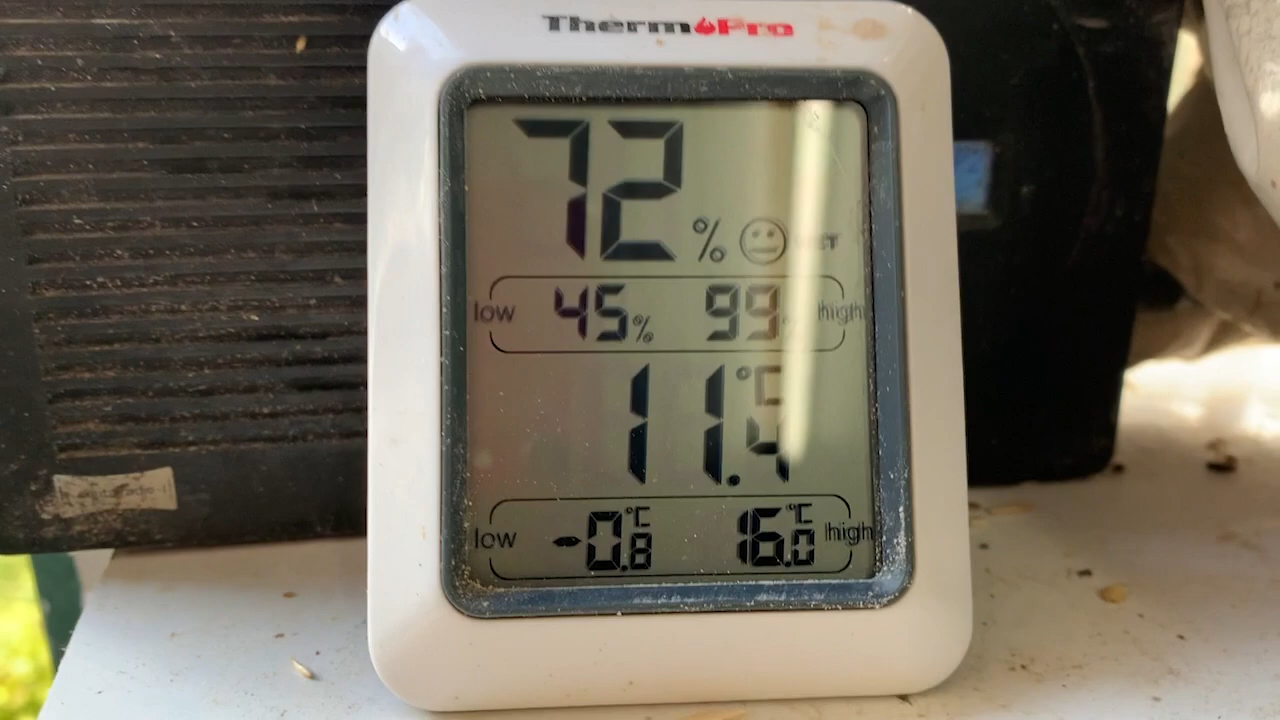 ThermoPro
72 %
low 45% 99 high
11.4 °C
low -0.8 °C 16.0 °C high